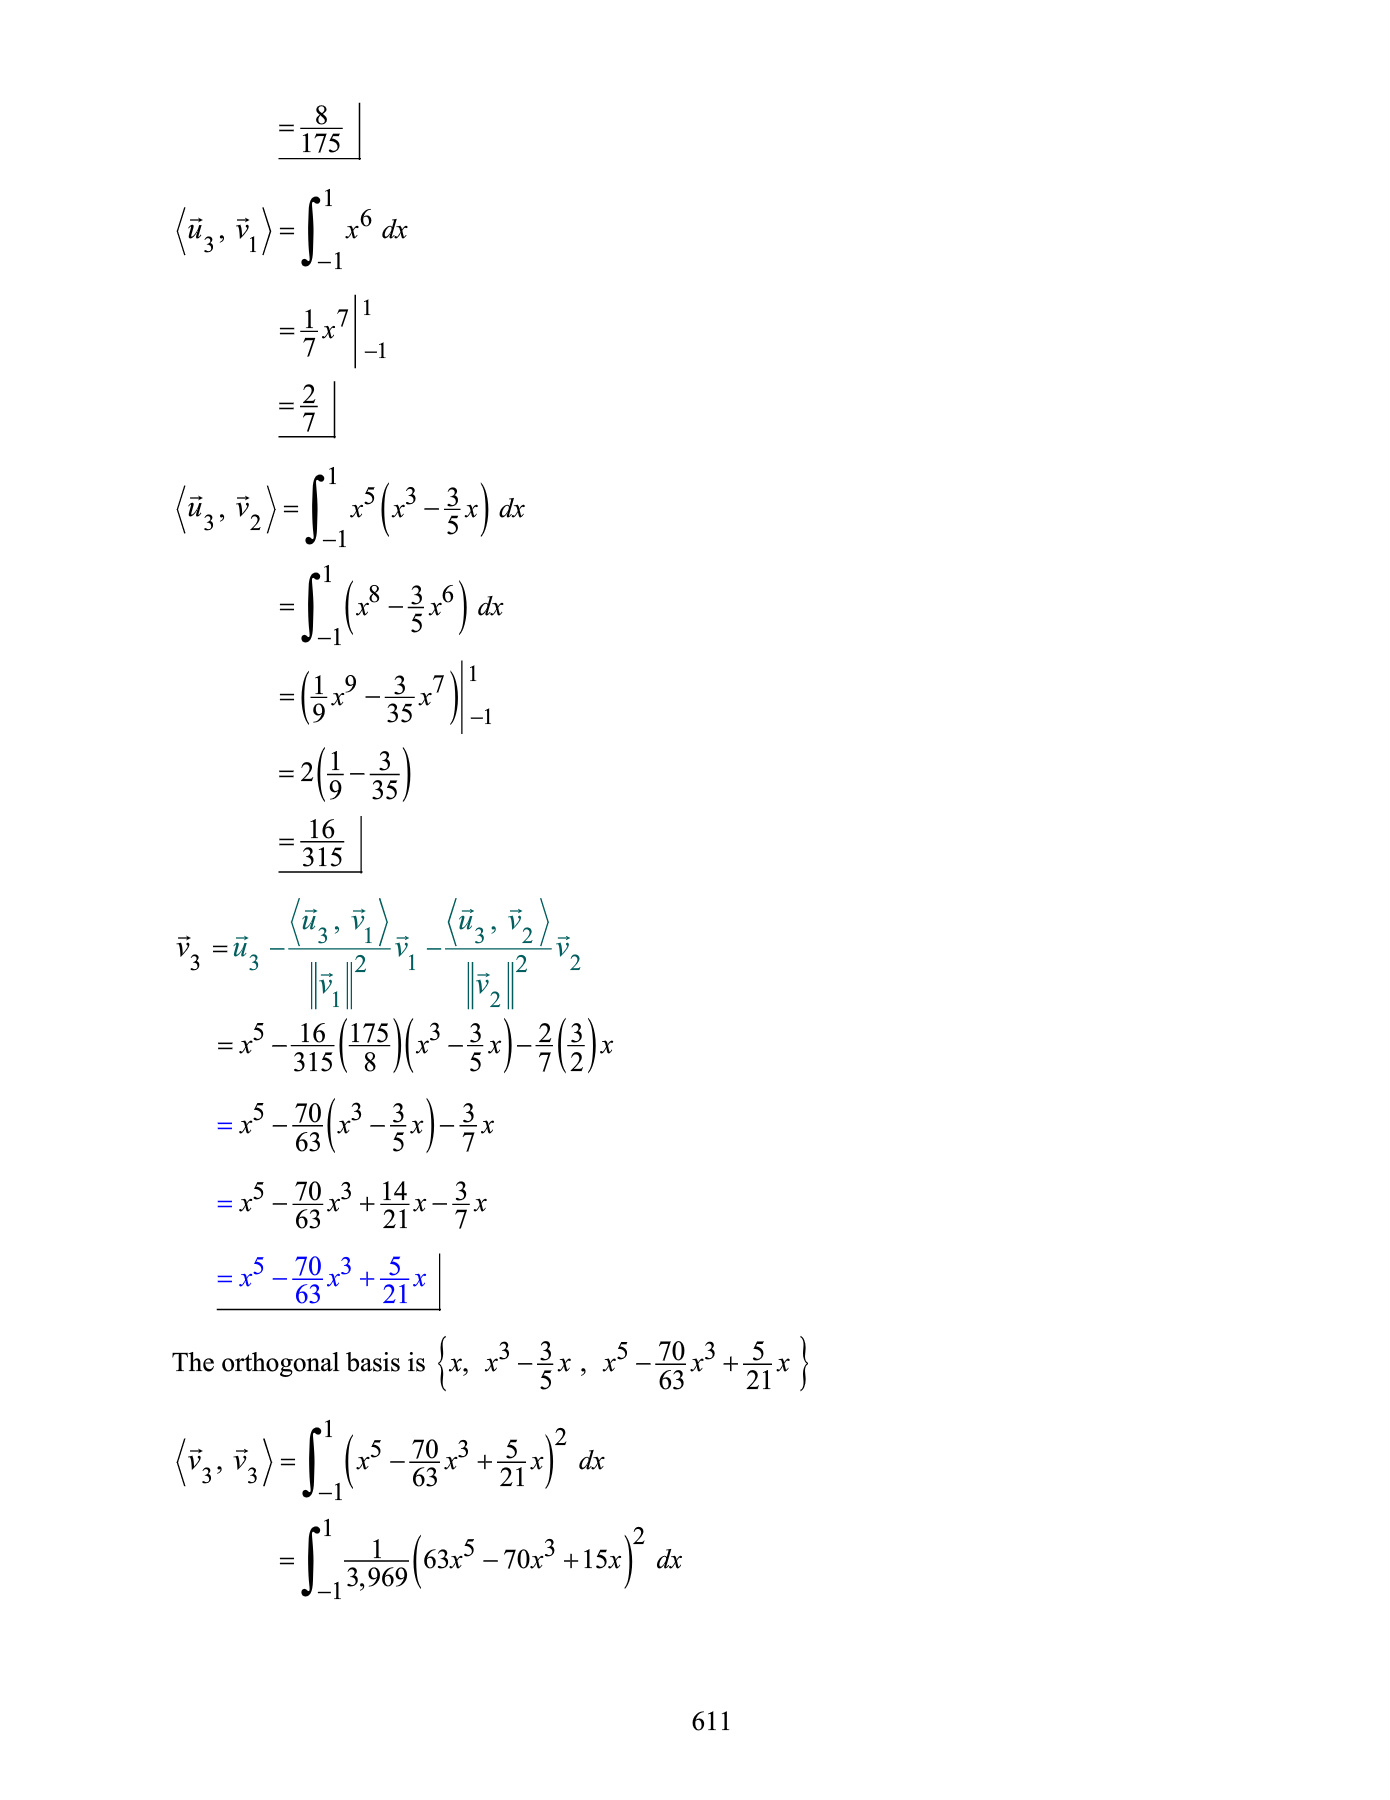 = 8/175
⟨u⃗₃, v⃗₁⟩ = ∫₋₁¹ x⁶ dx
= 1/7 x⁷ |₋₁¹
= 2/7
⟨u⃗₃, v⃗₂⟩ = ∫₋₁¹ x⁵(x³ − 3/5 x) dx
= ∫₋₁¹ (x⁸ − 3/5 x⁶) dx
= (1/9 x⁹ − 3/35 x⁷) |₋₁¹
= 2(1/9 − 3/35)
= 16/315
v⃗₃ = u⃗₃ − ⟨u⃗₃, v⃗₁⟩/‖v⃗₁‖² v⃗₁ − ⟨u⃗₃, v⃗₂⟩/‖v⃗₂‖² v⃗₂
= x⁵ − 16/315 (175/8)(x³ − 3/5 x) − 2/7 (3/2) x
= x⁵ − 70/63 (x³ − 3/5 x) − 3/7 x
= x⁵ − 70/63 x³ + 14/21 x − 3/7 x
= x⁵ − 70/63 x³ + 5/21 x
The orthogonal basis is {x, x³ − 3/5 x , x⁵ − 70/63 x³ + 5/21 x}
⟨v⃗₃, v⃗₃⟩ = ∫₋₁¹ (x⁵ − 70/63 x³ + 5/21 x)² dx
= ∫₋₁¹ 1/3,969 (63x⁵ − 70x³ + 15x)² dx
611